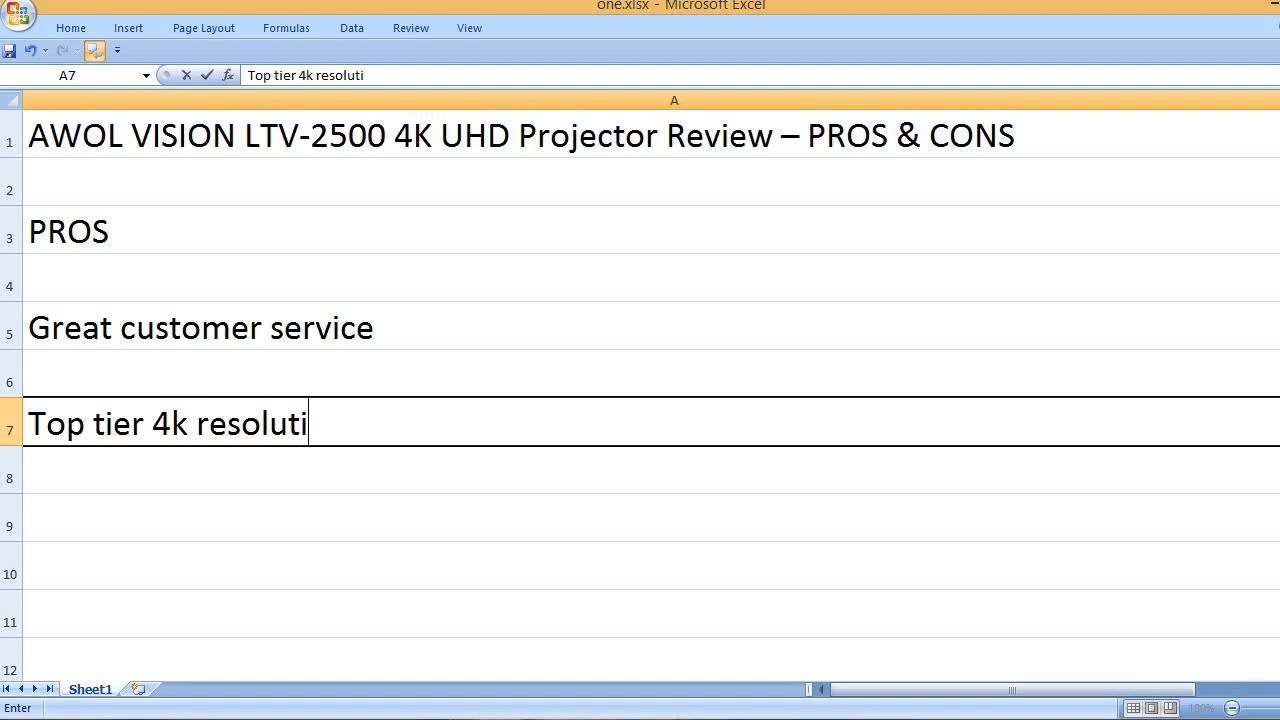 one.xlsx - Microsoft Excel
Home Insert Page Layout Formulas Data Review View
A7 fx Top tier 4k resoluti
A
1 AWOL VISION LTV-2500 4K UHD Projector Review – PROS & CONS
2
3 PROS
4
5 Great customer service
6
7 Top tier 4k resoluti
8
9
10
11
12
Sheet1
Enter 100%